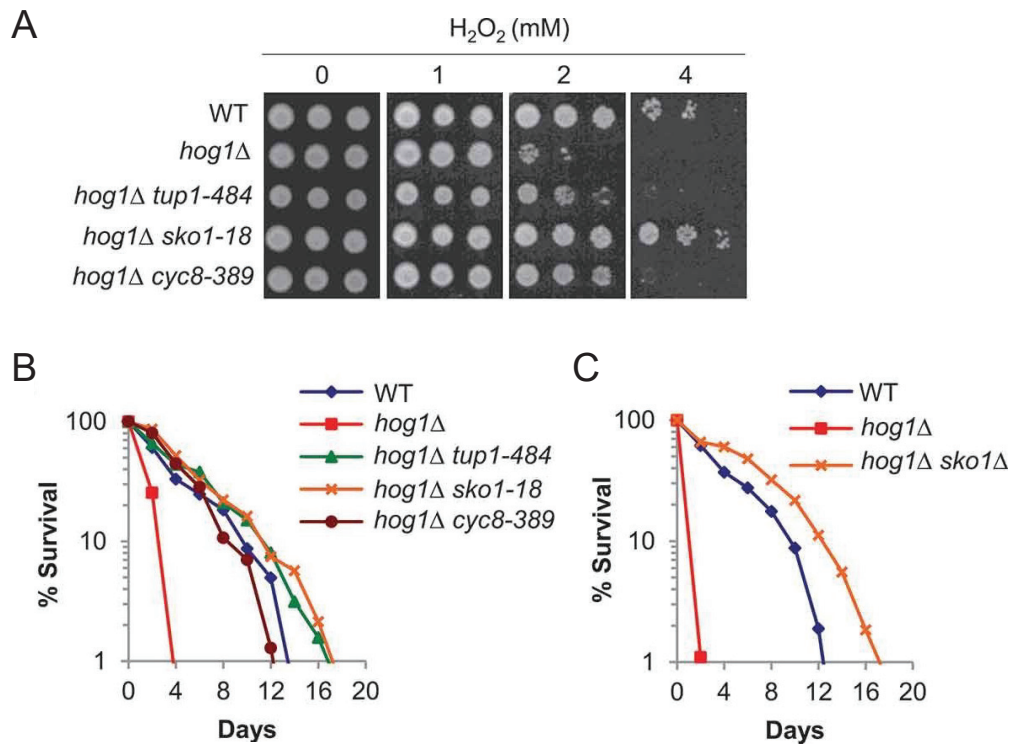 A
H₂O₂ (mM)
0 1 2 4
WT
hog1Δ
hog1Δ tup1-484
hog1Δ sko1-18
hog1Δ cyc8-389
B
100
10
1
% Survival
0 4 8 12 16 20
Days
WT
hog1Δ
hog1Δ tup1-484
hog1Δ sko1-18
hog1Δ cyc8-389
C
100
10
1
% Survival
0 4 8 12 16 20
Days
WT
hog1Δ
hog1Δ sko1Δ